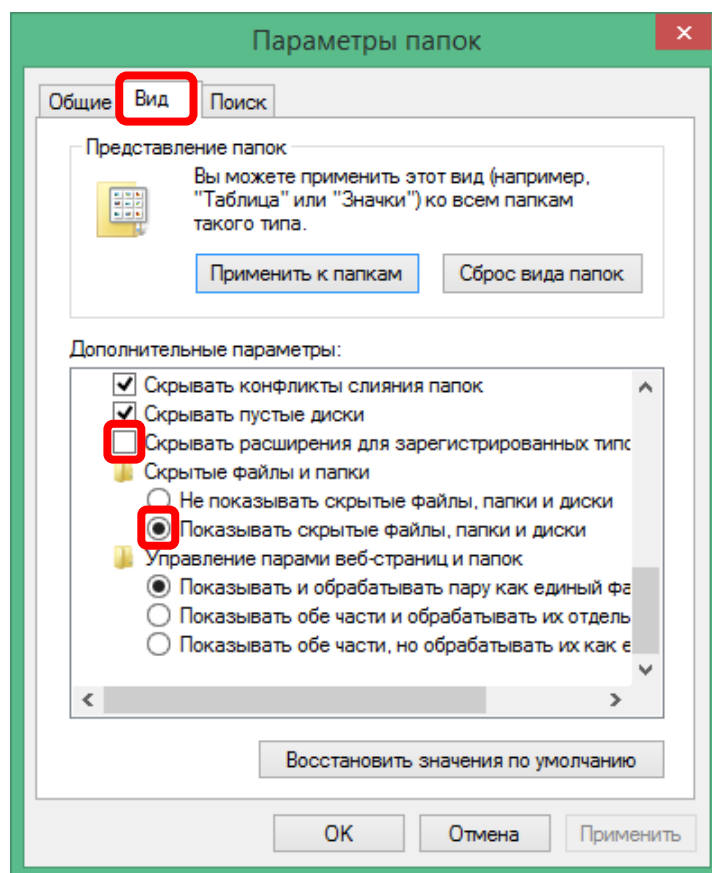 Параметры папок
Общие Вид Поиск
Представление папок
Вы можете применить этот вид (например,
"Таблица" или "Значки") ко всем папкам
такого типа.
Применить к папкам Сброс вида папок
Дополнительные параметры:
Скрывать конфликты слияния папок
Скрывать пустые диски
Скрывать расширения для зарегистрированных типо
Скрытые файлы и папки
Не показывать скрытые файлы, папки и диски
Показывать скрытые файлы, папки и диски
Управление парами веб-страниц и папок
Показывать и обрабатывать пару как единый фа
Показывать обе части и обрабатывать их отдель
Показывать обе части, но обрабатывать их как е
Восстановить значения по умолчанию
ОК Отмена Применить